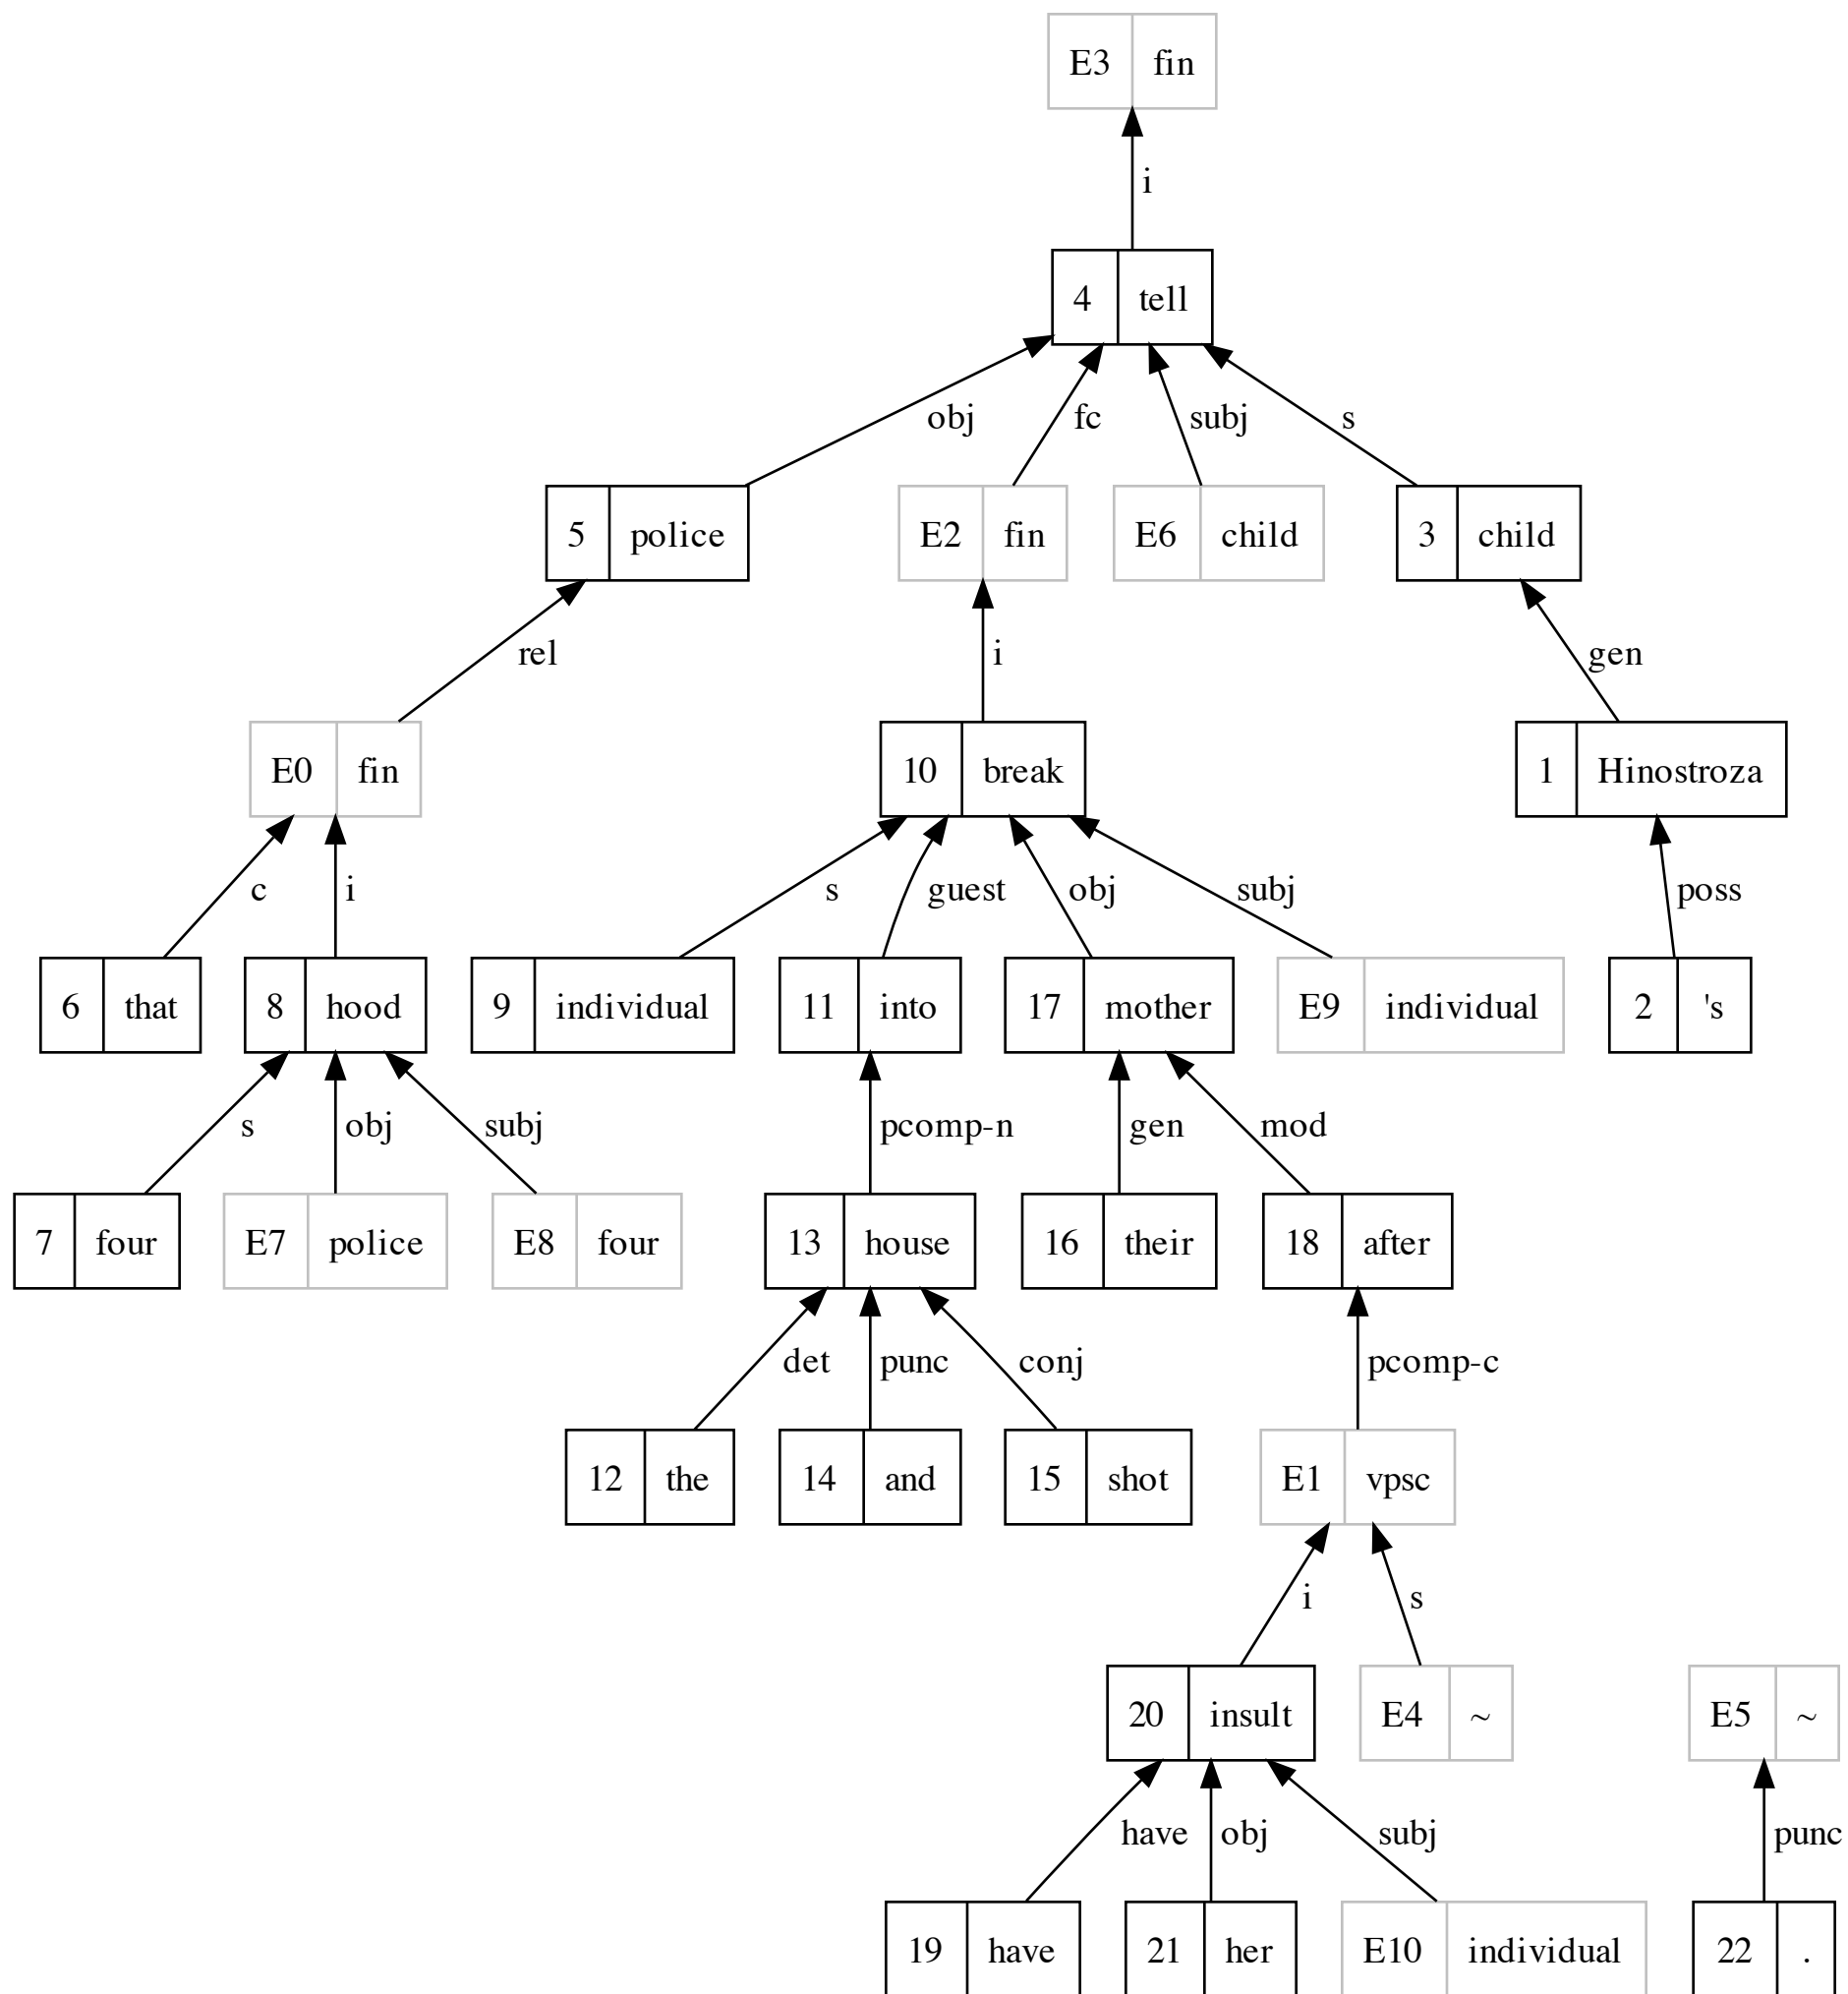 E3 fin
i
4 tell
obj fc subj s
5 police E2 fin E6 child 3 child
rel i gen
E0 fin 10 break 1 Hinostroza
c i s guest obj subj poss
6 that 8 hood 9 individual 11 into 17 mother E9 individual 2 's
s obj subj pcomp-n gen mod
7 four E7 police E8 four 13 house 16 their 18 after
det punc conj pcomp-c
12 the 14 and 15 shot E1 vpsc
i s
20 insult E4 ~ E5 ~
have obj subj punc
19 have 21 her E10 individual 22 .